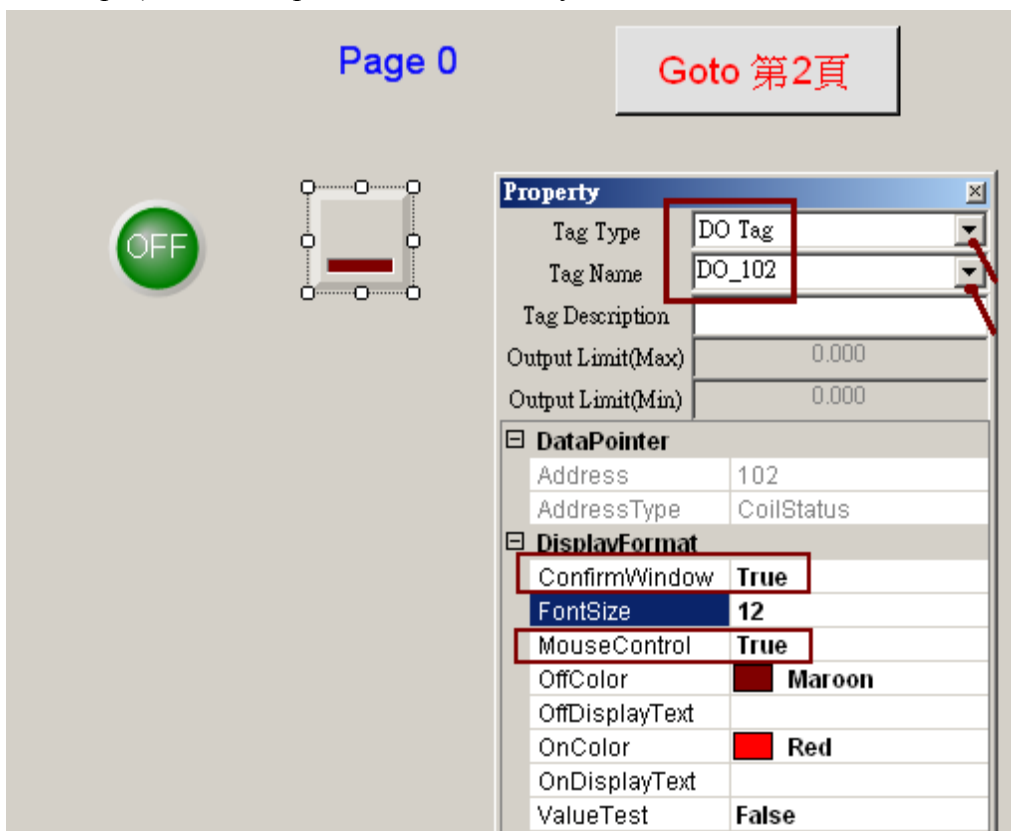 Page 0
Goto 第2頁
OFF
Property
Tag Type DO Tag
Tag Name DO_102
Tag Description
Output Limit(Max) 0.000
Output Limit(Min) 0.000
DataPointer
Address 102
AddressType CoilStatus
DisplayFormat
ConfirmWindow True
FontSize 12
MouseControl True
OffColor Maroon
OffDisplayText
OnColor Red
OnDisplayText
ValueTest False